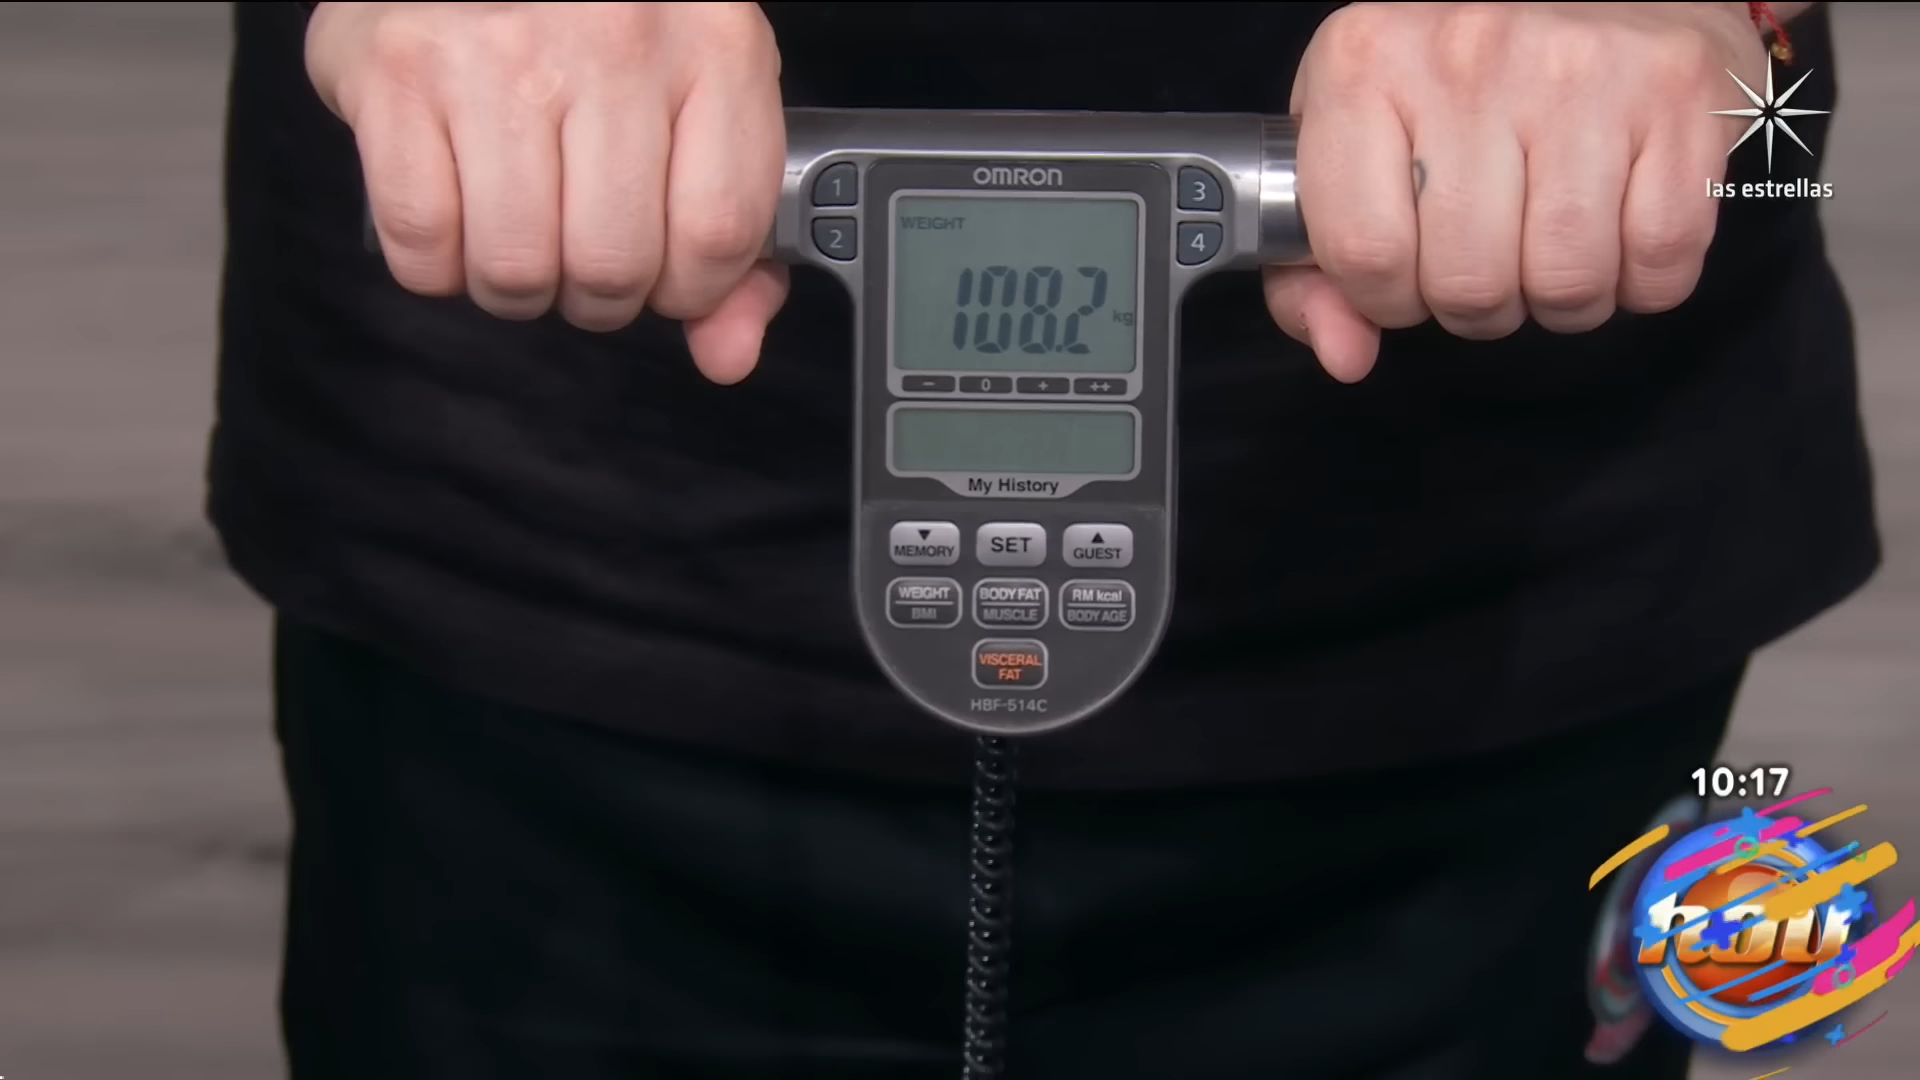 las estrellas
OMRON
1
2
3
4
WEIGHT
108.2 kg
− 0 + ++
My History
▼ MEMORY
SET
▲ GUEST
WEIGHT
BMI
BODY FAT
MUSCLE
RM kcal
BODY AGE
VISCERAL
FAT
HBF-514C
10:17
hoy